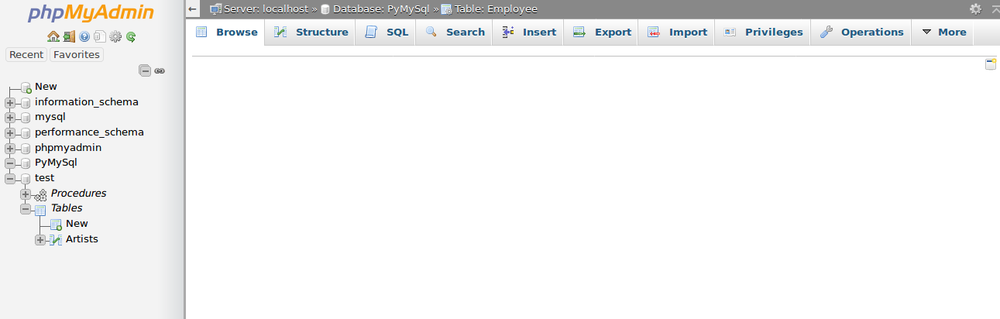 phpMyAdmin
Recent Favorites
New
information_schema
mysql
performance_schema
phpmyadmin
PyMySql
test
Procedures
Tables
New
Artists
Server: localhost » Database: PyMySql » Table: Employee
Browse Structure SQL Search Insert Export Import Privileges Operations More